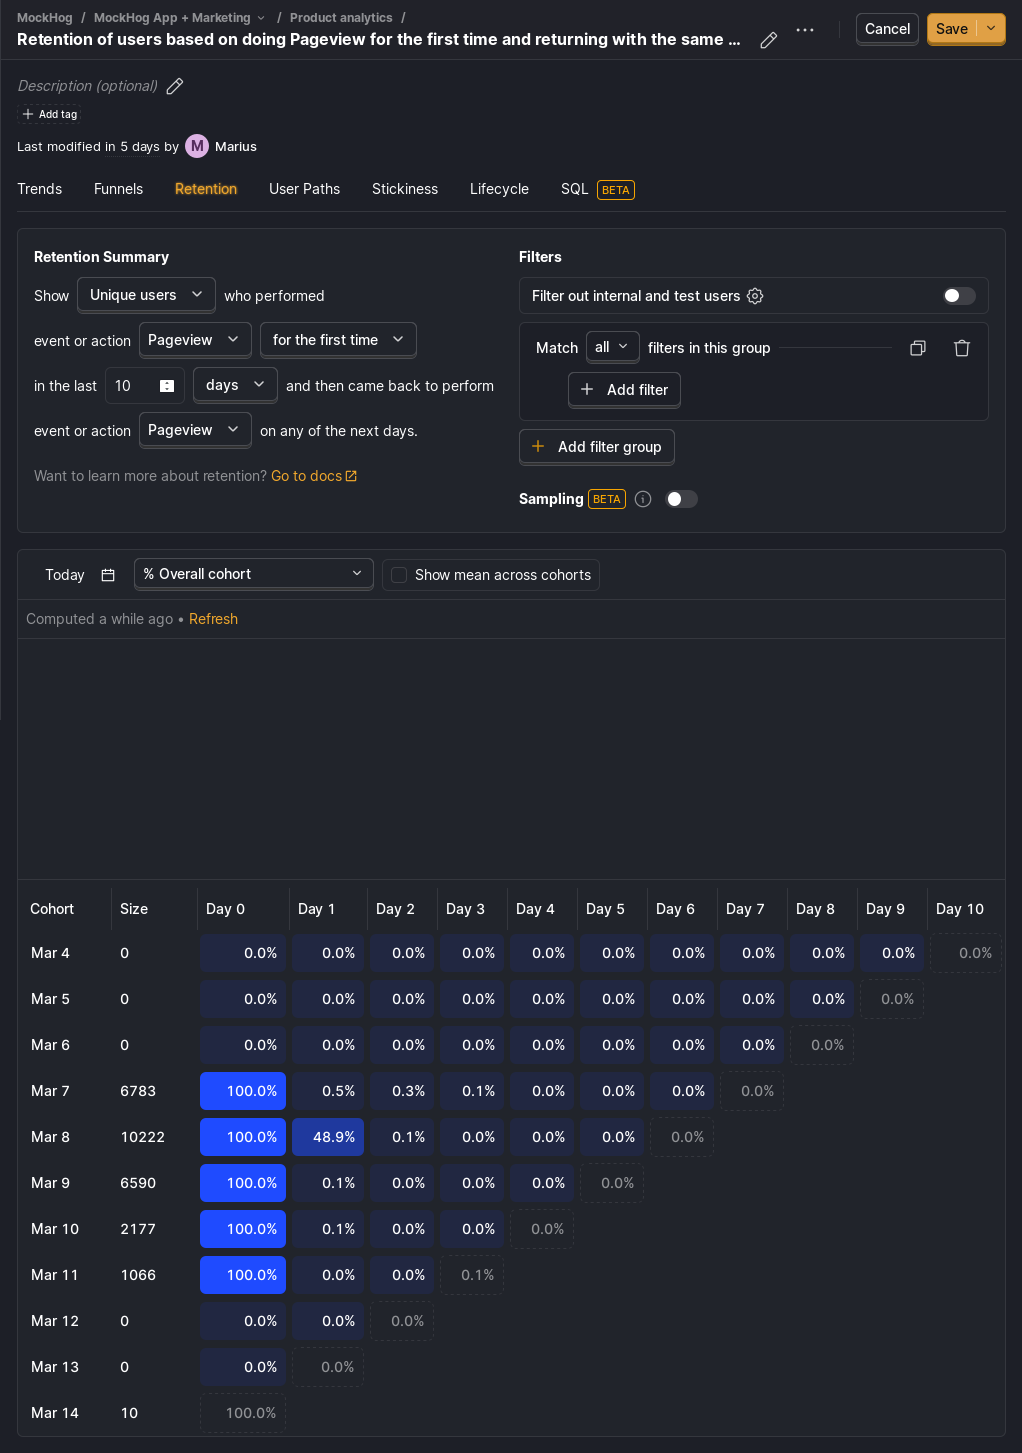 MockHog / MockHog App + Marketing / Product analytics /
Retention of users based on doing Pageview for the first time and returning with the same ...
Cancel
Save
Description (optional)
Add tag
Last modified in 5 days by M Marius
Trends Funnels Retention User Paths Stickiness Lifecycle SQL BETA
Retention Summary
Show Unique users who performed
event or action Pageview for the first time
in the last 10 days and then came back to perform
event or action Pageview on any of the next days.
Want to learn more about retention? Go to docs
Filters
Filter out internal and test users
Match all filters in this group
Add filter
Add filter group
Sampling BETA
Today % Overall cohort Show mean across cohorts
Computed a while ago • Refresh
Cohort Size Day 0 Day 1 Day 2 Day 3 Day 4 Day 5 Day 6 Day 7 Day 8 Day 9 Day 10
Mar 4 0 0.0% 0.0% 0.0% 0.0% 0.0% 0.0% 0.0% 0.0% 0.0% 0.0% 0.0%
Mar 5 0 0.0% 0.0% 0.0% 0.0% 0.0% 0.0% 0.0% 0.0% 0.0% 0.0%
Mar 6 0 0.0% 0.0% 0.0% 0.0% 0.0% 0.0% 0.0% 0.0% 0.0%
Mar 7 6783 100.0% 0.5% 0.3% 0.1% 0.0% 0.0% 0.0% 0.0%
Mar 8 10222 100.0% 48.9% 0.1% 0.0% 0.0% 0.0% 0.0%
Mar 9 6590 100.0% 0.1% 0.0% 0.0% 0.0% 0.0%
Mar 10 2177 100.0% 0.1% 0.0% 0.0% 0.0%
Mar 11 1066 100.0% 0.0% 0.0% 0.1%
Mar 12 0 0.0% 0.0% 0.0%
Mar 13 0 0.0% 0.0%
Mar 14 10 100.0%